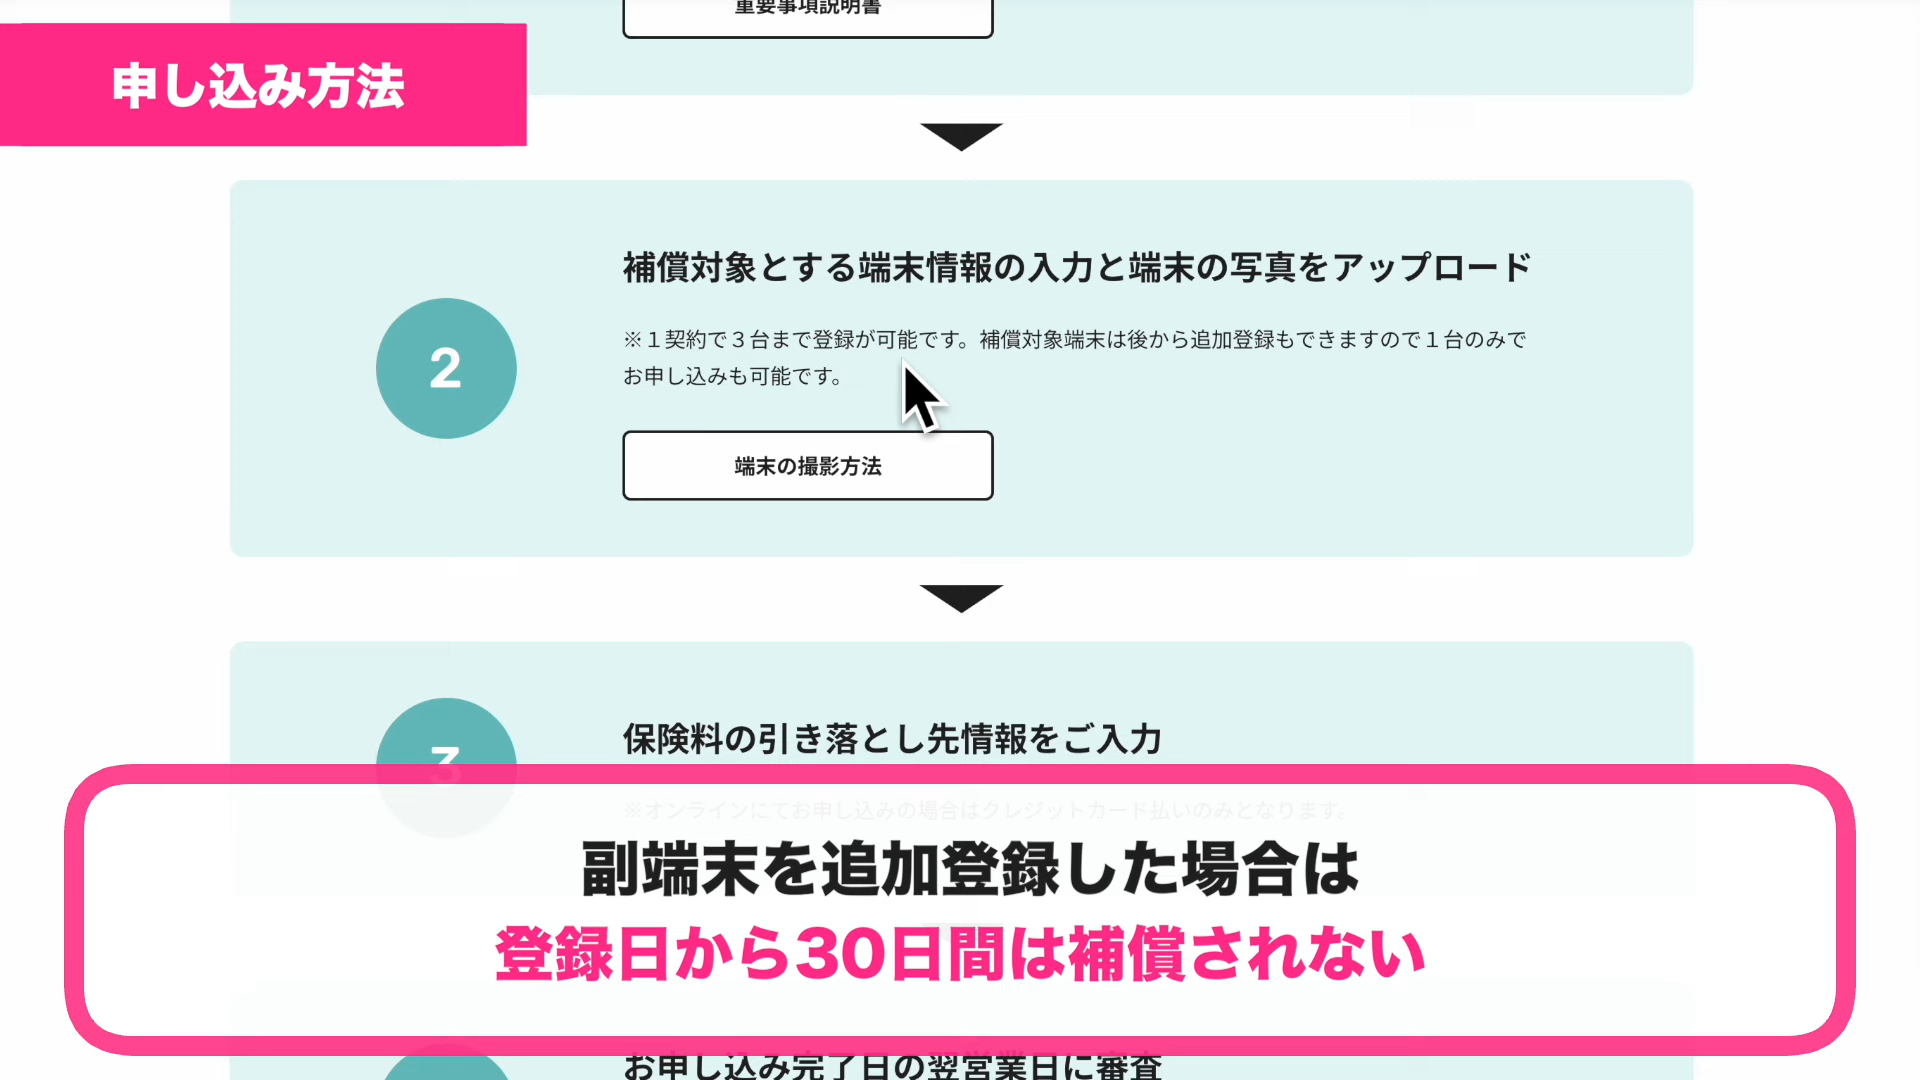 重要事項説明書
申し込み方法
補償対象とする端末情報の入力と端末の写真をアップロード
2
※１契約で３台まで登録が可能です。補償対象端末は後から追加登録もできますので１台のみで
お申し込みも可能です。
端末の撮影方法
保険料の引き落とし先情報をご入力
3
※オンラインにてお申し込みの場合はクレジットカード払いのみとなります。
副端末を追加登録した場合は
登録日から30日間は補償されない
お申し込み完了日の翌営業日に審査